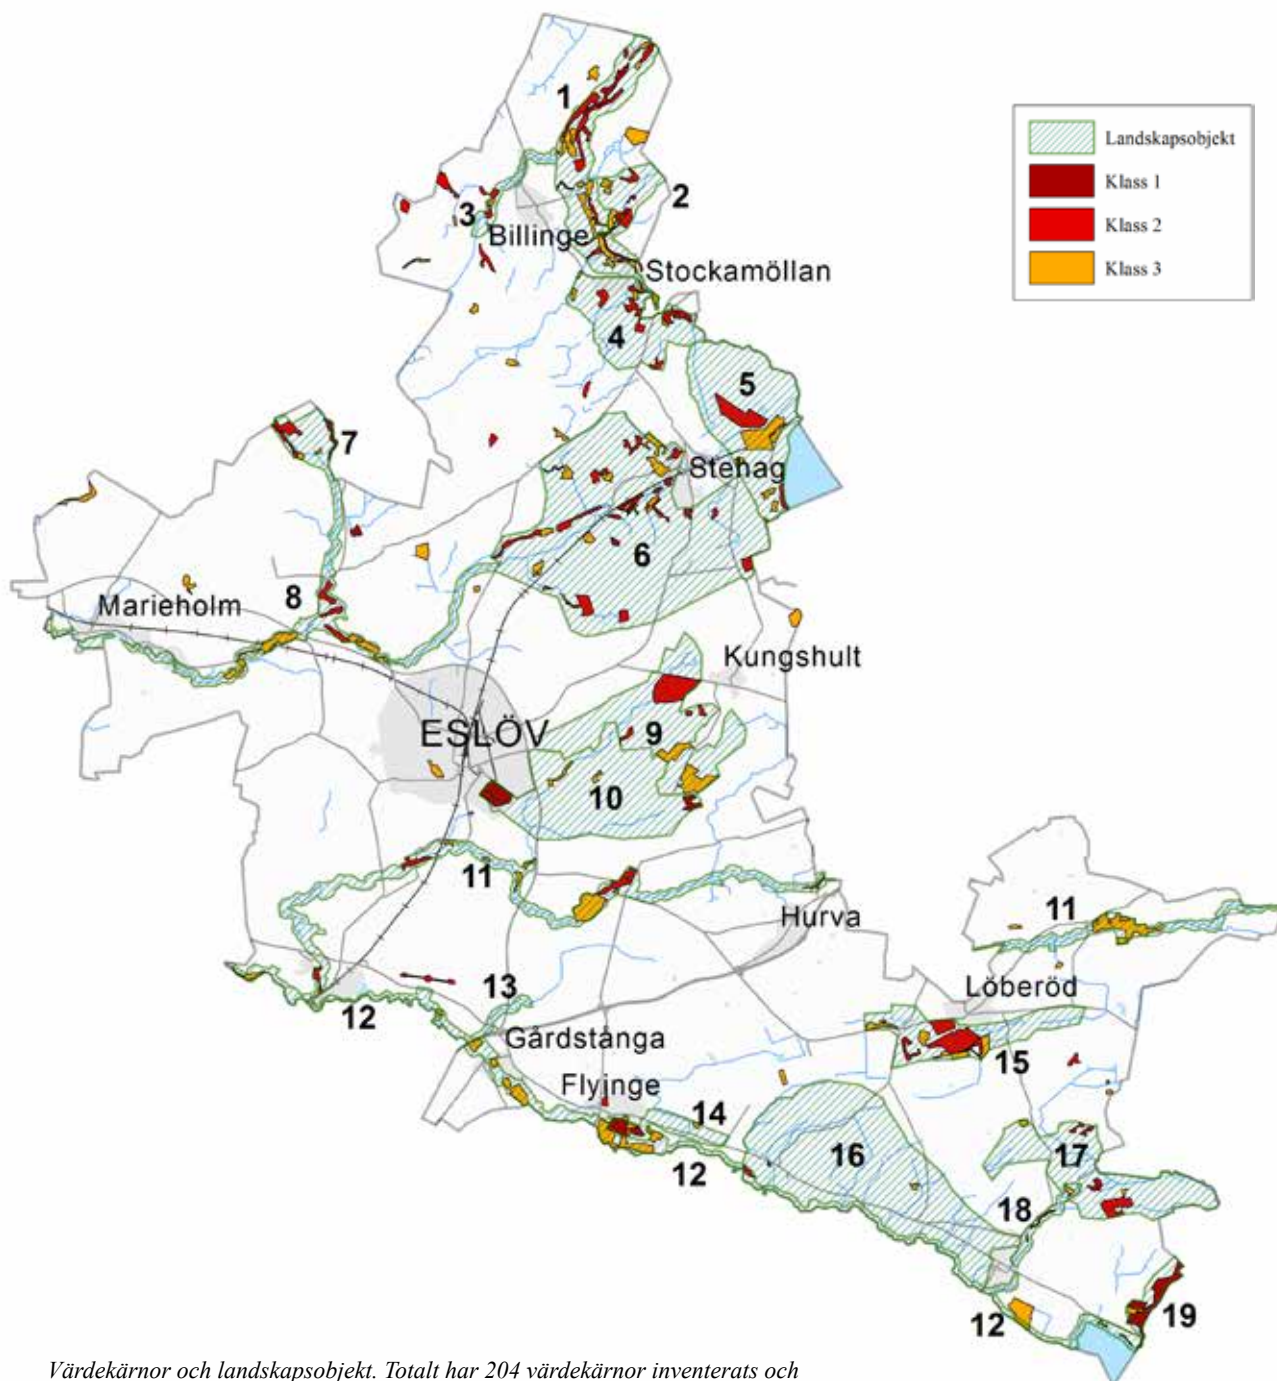 1
Landskapsobjekt
Klass 1
2
3
Klass 2
Billinge
Klass 3
Stockamöllan
4
5
7
Stehag
6
8
Marieholm
Kungshult
ESLÖV
9
10
11
11
Hurva
Löberöd
13
12
Gårdstånga
15
Flyinge
14
16
17
12
18
19
12
Värdekärnor och landskapsobjekt. Totalt har 204 värdekärnor inventerats och